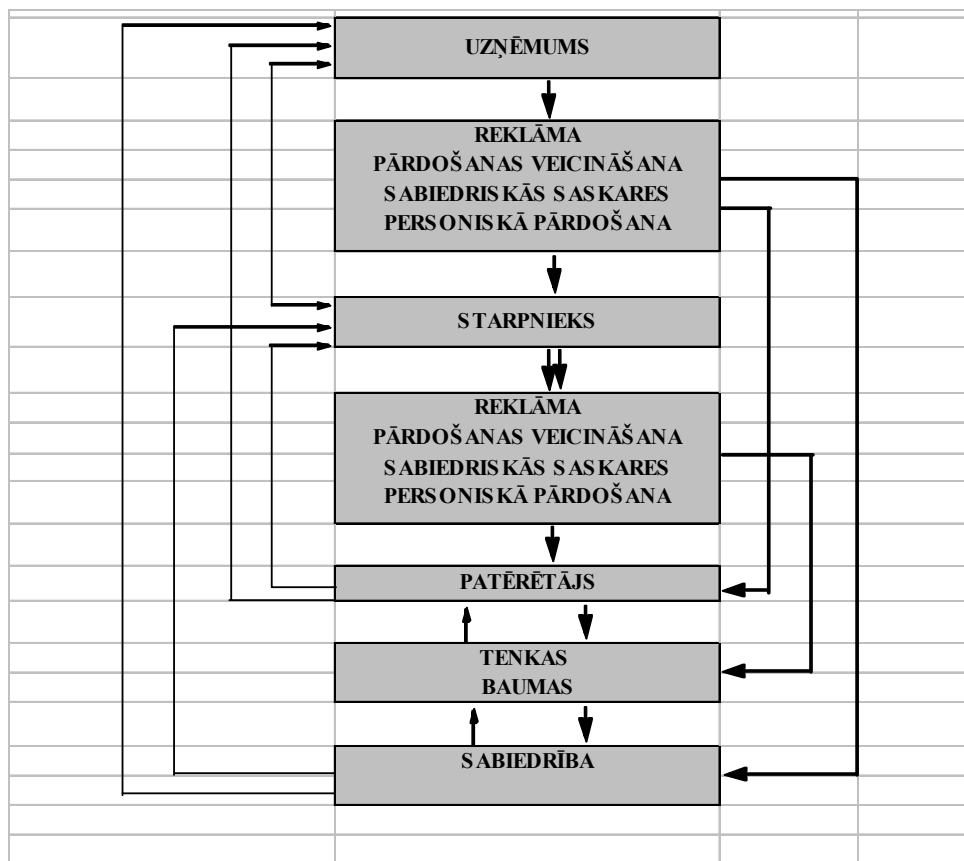 UZŅĒMUMS
REKLĀMA
PĀRDOŠANAS VEICINĀŠANA
SABIEDRISKĀS SASKARES
PERSONISKĀ PĀRDOŠANA
STARPNIEKS
REKLĀMA
PĀRDOŠANAS VEICINĀŠANA
SABIEDRISKĀS SASKARES
PERSONISKĀ PĀRDOŠANA
PATĒRĒTĀJS
TENKAS
BAUMAS
SABIEDRĪBA